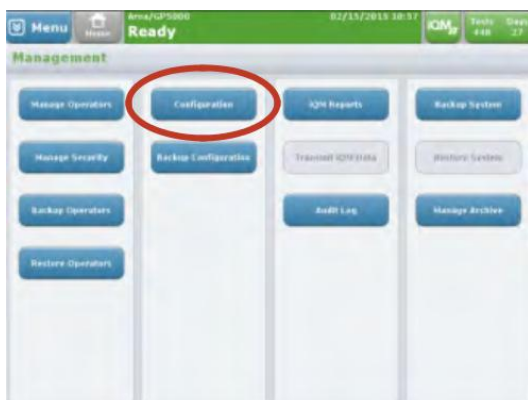 Menu
Home
Area/GP5000
Ready
02/15/2015 10:37
iQM
Tests
448
Days
27
Management
Manage Operators
Configuration
iQM Reports
Backup System
Manage Security
Backup Configuration
Transmit iQM Data
Restore System
Backup Operators
Audit Log
Manage Archive
Restore Operators